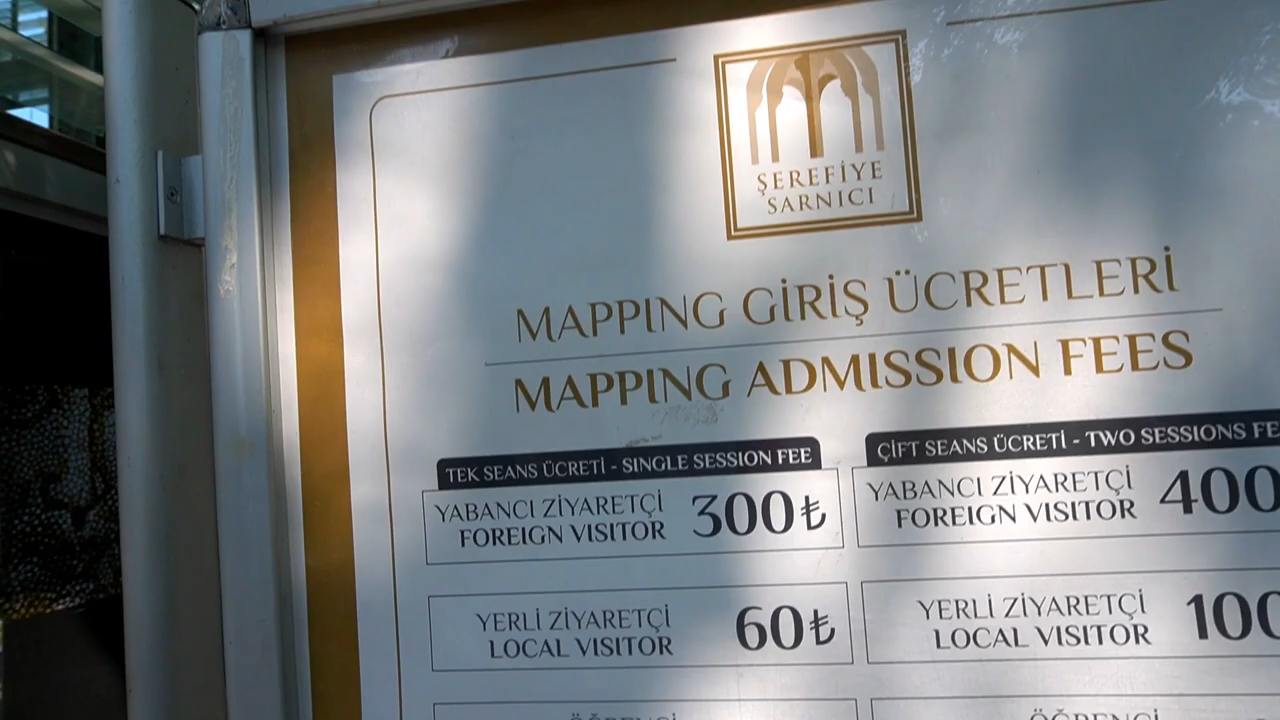 ŞEREFİYE
SARNICI
MAPPING GİRİŞ ÜCRETLERİ
MAPPING ADMISSION FEES
TEK SEANS ÜCRETİ - SINGLE SESSION FEE
YABANCI ZİYARETÇİ
FOREIGN VISITOR
300₺
YERLİ ZİYARETÇİ
LOCAL VISITOR
60₺
ÇİFT SEANS ÜCRETİ - TWO SESSIONS FE
YABANCI ZİYARETÇİ
FOREIGN VISITOR
400
YERLİ ZİYARETÇİ
LOCAL VISITOR
100
ÖĞRENCİ